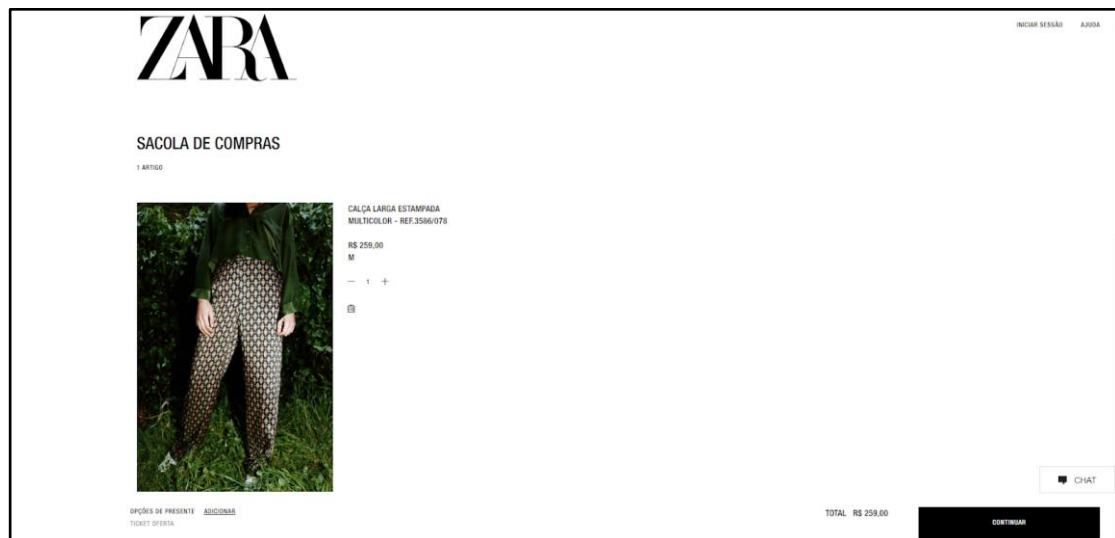 ZARA
INICIAR SESSÃO AJUDA
SACOLA DE COMPRAS
1 ARTIGO
CALÇA LARGA ESTAMPADA
MULTICOLOR - REF.3586/078
R$ 259,00
M
1
CHAT
OPÇÕES DE PRESENTE ADICIONAR
TICKET OFERTA
TOTAL R$ 259,00
CONTINUAR